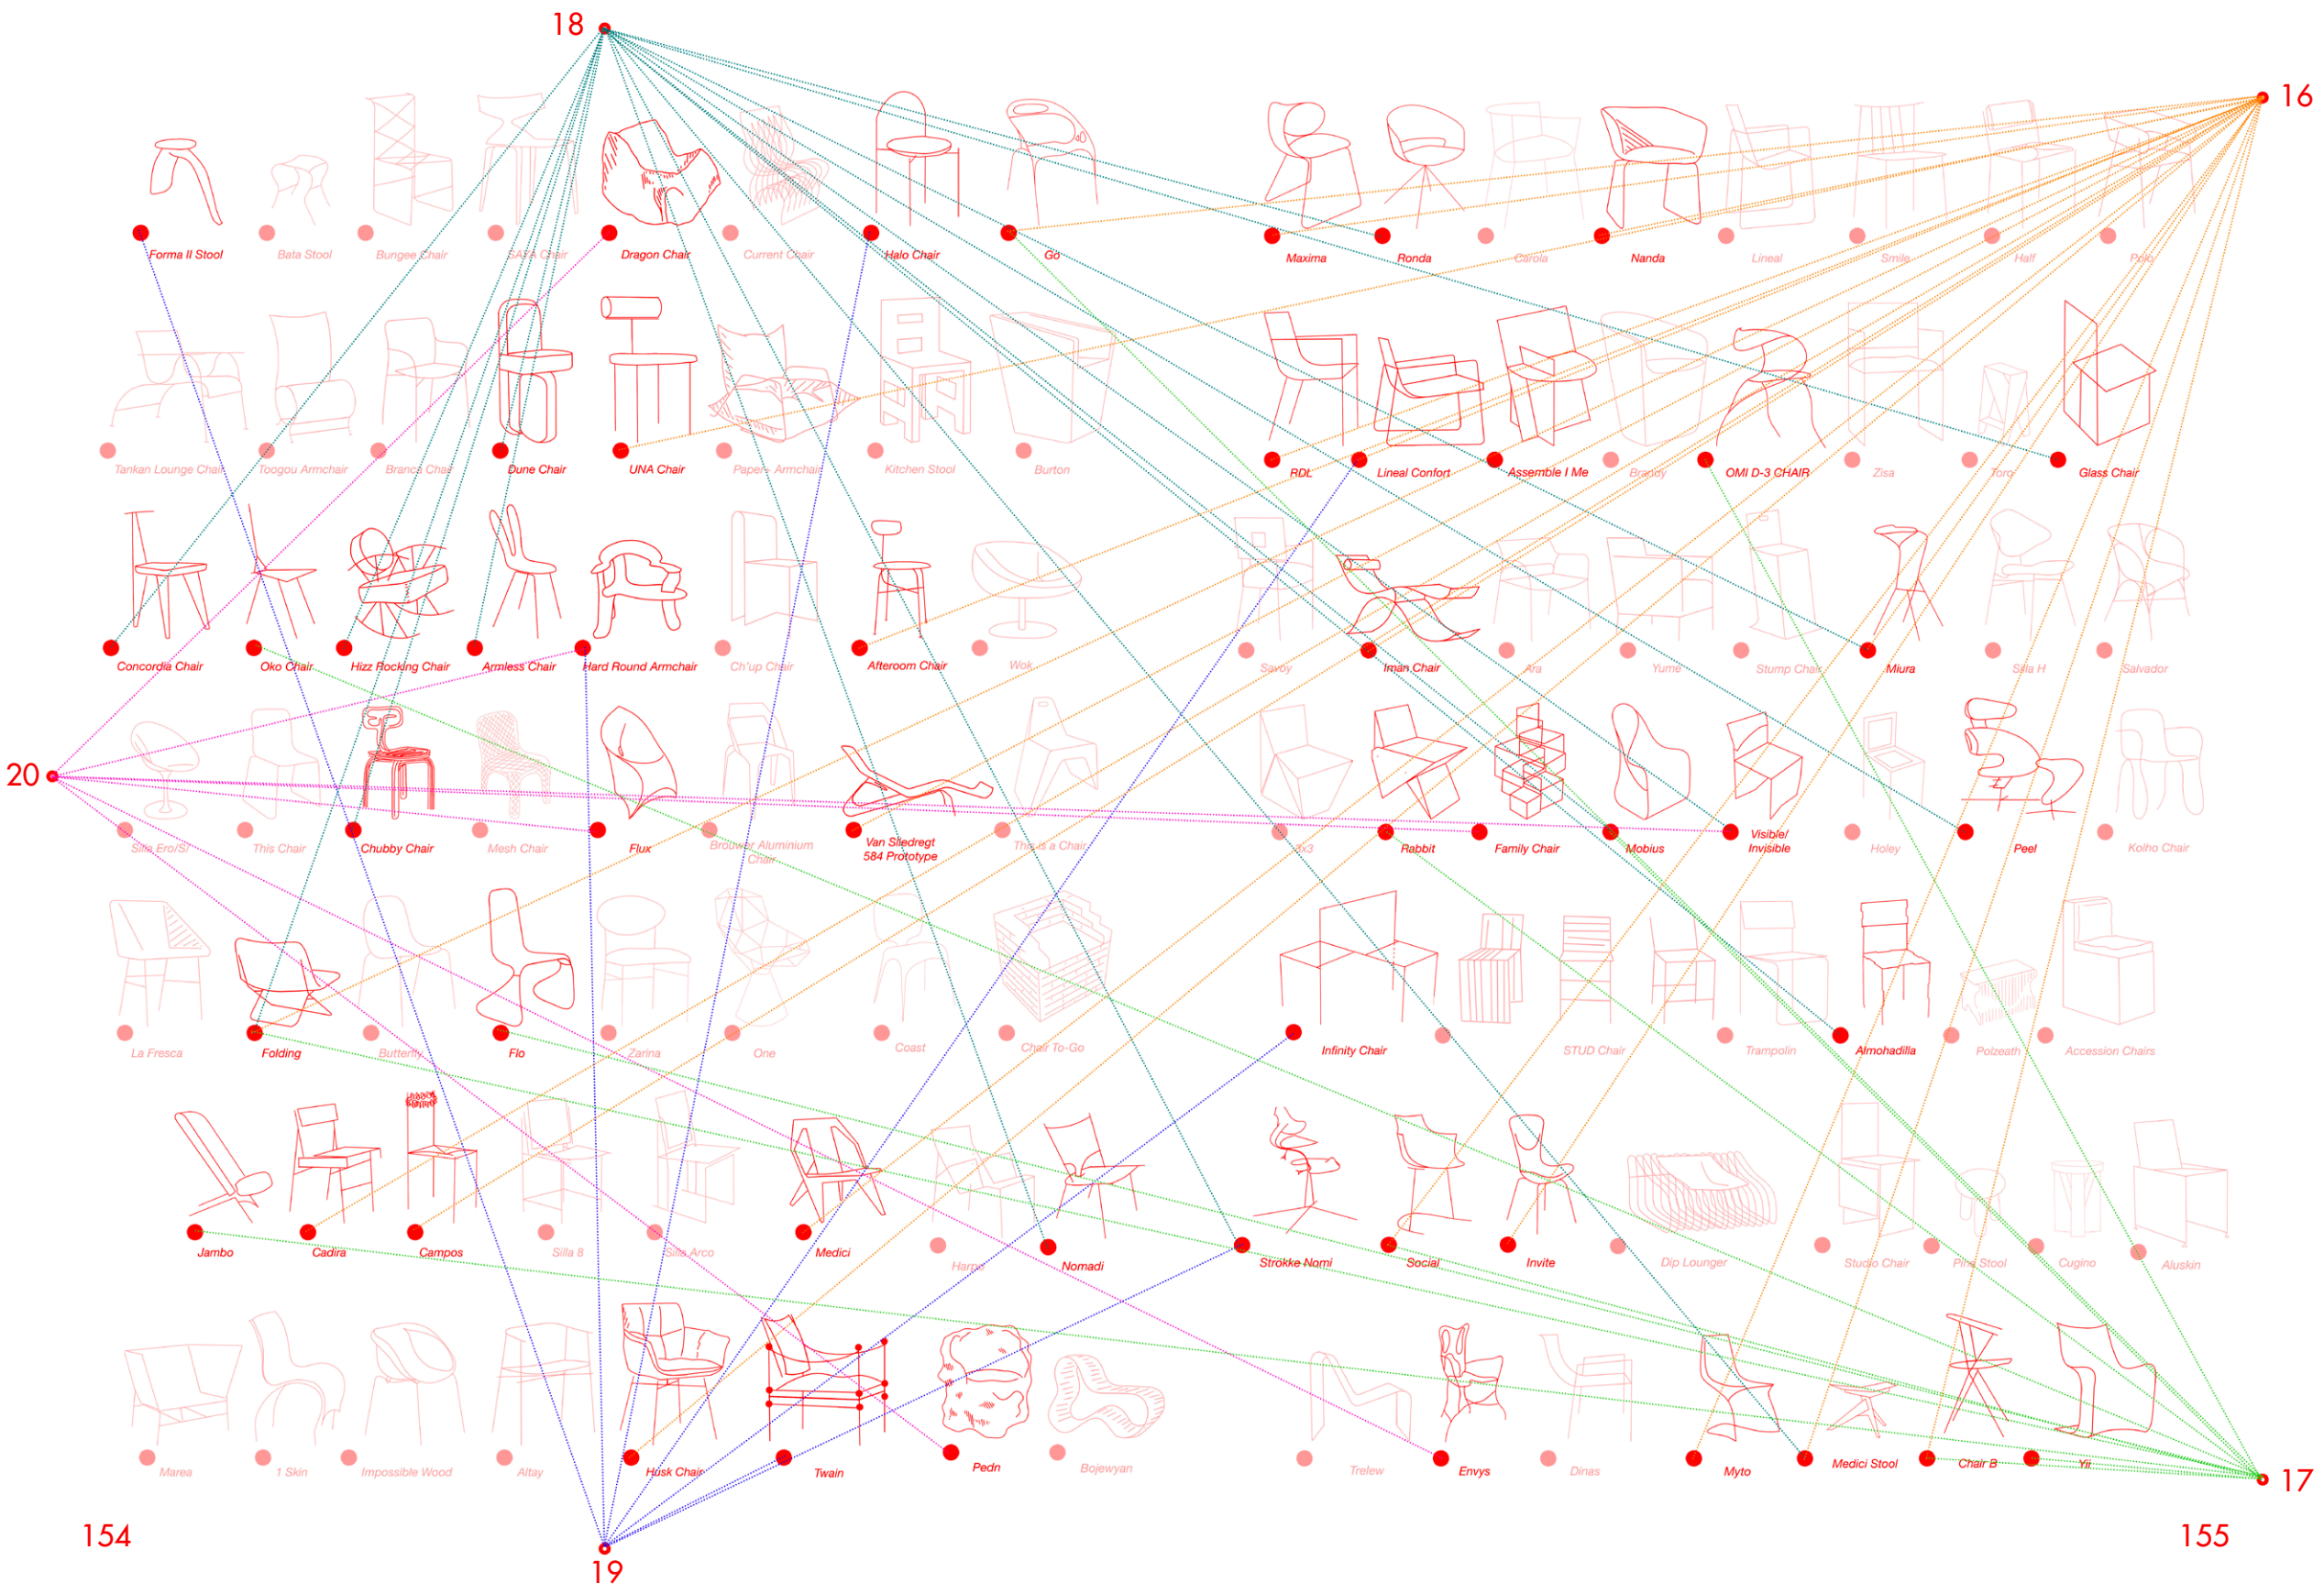 18
16
Forma II Stool
Bata Stool
Bungee Chair
SAYA Chair
Dragon Chair
Current Chair
Halo Chair
Go
Maxima
Ronda
Carola
Nanda
Lineal
Smile
Half
Polo
Tankan Lounge Chair
Toogou Armchair
Branca Chair
Dune Chair
UNA Chair
Paper+ Armchair
Kitchen Stool
Burton
RDL
Lineal Confort
Assemble I Me
Brandy
OMI D-3 CHAIR
Zisa
Toro
Glass Chair
Concordia Chair
Oko Chair
Hizz Rocking Chair
Armless Chair
Hard Round Armchair
Ch'up Chair
Afteroom Chair
Wok
Savoy
Iman Chair
Ara
Yume
Stump Chair
Miura
Silla H
Salvador
20
Silla Ero/S/
This Chair
Chubby Chair
Mesh Chair
Flux
Brouwer Aluminium
Chair
Van Sliedregt
584 Prototype
This is a Chair
3x3
Rabbit
Family Chair
Mobius
Visible/
Invisible
Holey
Peel
Kolho Chair
La Fresca
Folding
Butterfly
Flo
Zarina
One
Coast
Chair To-Go
Infinity Chair
STUD Chair
Trampolin
Almohadilla
Polzeath
Accession Chairs
Jambo
Cadira
Campos
Silla 8
Silla Arco
Medici
Harpo
Nomadi
Strokke Nomi
Social
Invite
Dip Lounger
Studio Chair
Pins Stool
Cugino
Aluskin
Marea
1 Skin
Impossible Wood
Altay
Husk Chair
Twain
Pedn
Bojewyan
Trelew
Envys
Dinas
Myto
Medici Stool
Chair B
Yii
17
154
155
19